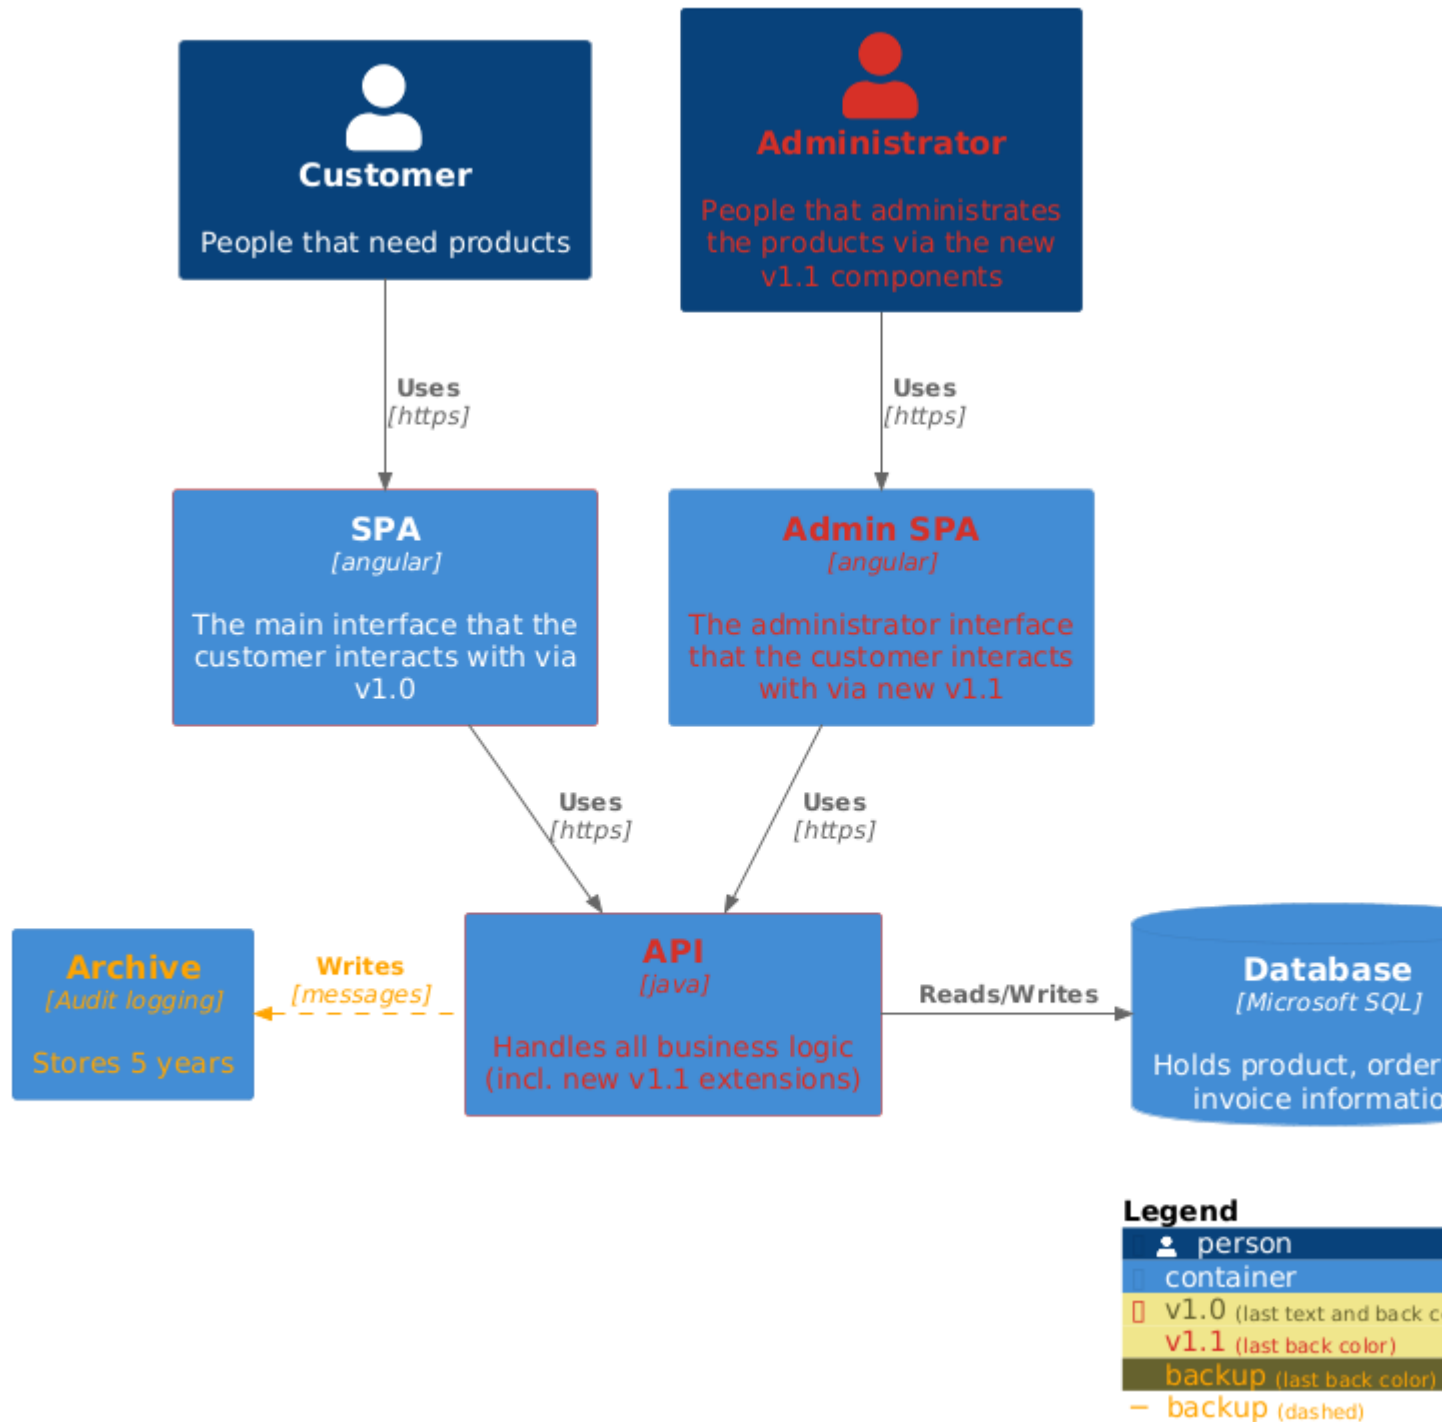 Customer
People that need products
Administrator
People that administrates
the products via the new
v1.1 components
Uses
[https]
Uses
[https]
SPA
[angular]
The main interface that the
customer interacts with via
v1.0
Admin SPA
[angular]
The administrator interface
that the customer interacts
with via new v1.1
Uses
[https]
Uses
[https]
Archive
[Audit logging]
Stores 5 years
Writes
[messages]
API
[java]
Handles all business logic
(incl. new v1.1 extensions)
Reads/Writes
Database
[Microsoft SQL]
Holds product, order
invoice
Legend
person
container
v1.0 (last text and back
v1.1 (last back color)
backup (last back color)
backup (dashed)